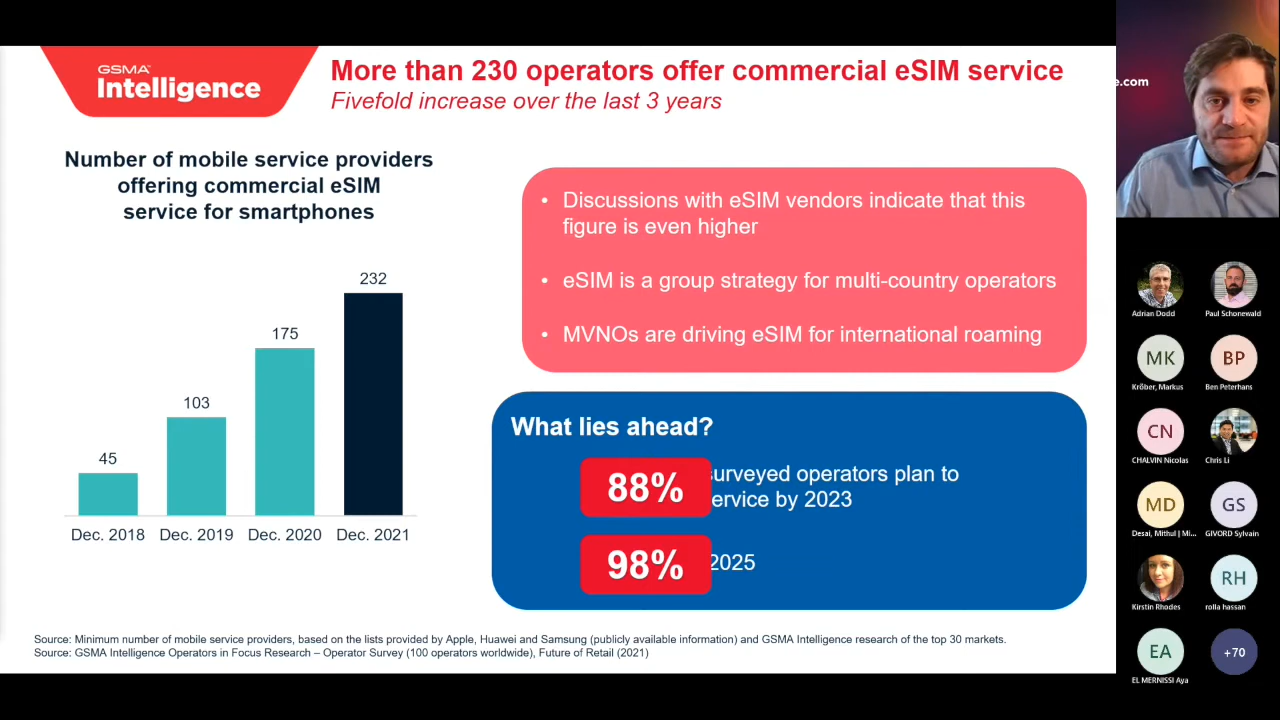 GSMA™
Intelligence
More than 230 operators offer commercial eSIM service
Fivefold increase over the last 3 years
Number of mobile service providers
offering commercial eSIM
service for smartphones
232
175
103
45
Dec. 2018 Dec. 2019 Dec. 2020 Dec. 2021
• Discussions with eSIM vendors indicate that this
figure is even higher
• eSIM is a group strategy for multi-country operators
• MVNOs are driving eSIM for international roaming
What lies ahead?
88% surveyed operators plan to
service by 2023
98% 2025
Source: Minimum number of mobile service providers, based on the lists provided by Apple, Huawei and Samsung (publicly available information) and GSMA Intelligence research of the top 30 markets.
Source: GSMA Intelligence Operators in Focus Research – Operator Survey (100 operators worldwide), Future of Retail (2021)
e.com
Adrian Dodd Paul Schonewald
MK BP
Kröber, Markus Ben Peterhans
CN
CHALVIN Nicolas Chris Li
MD GS
Desai, Mithul | Mi... GIVORD Sylvain
RH
Kirstin Rhodes rolla hassan
EA +70
EL MERNISSI Aya